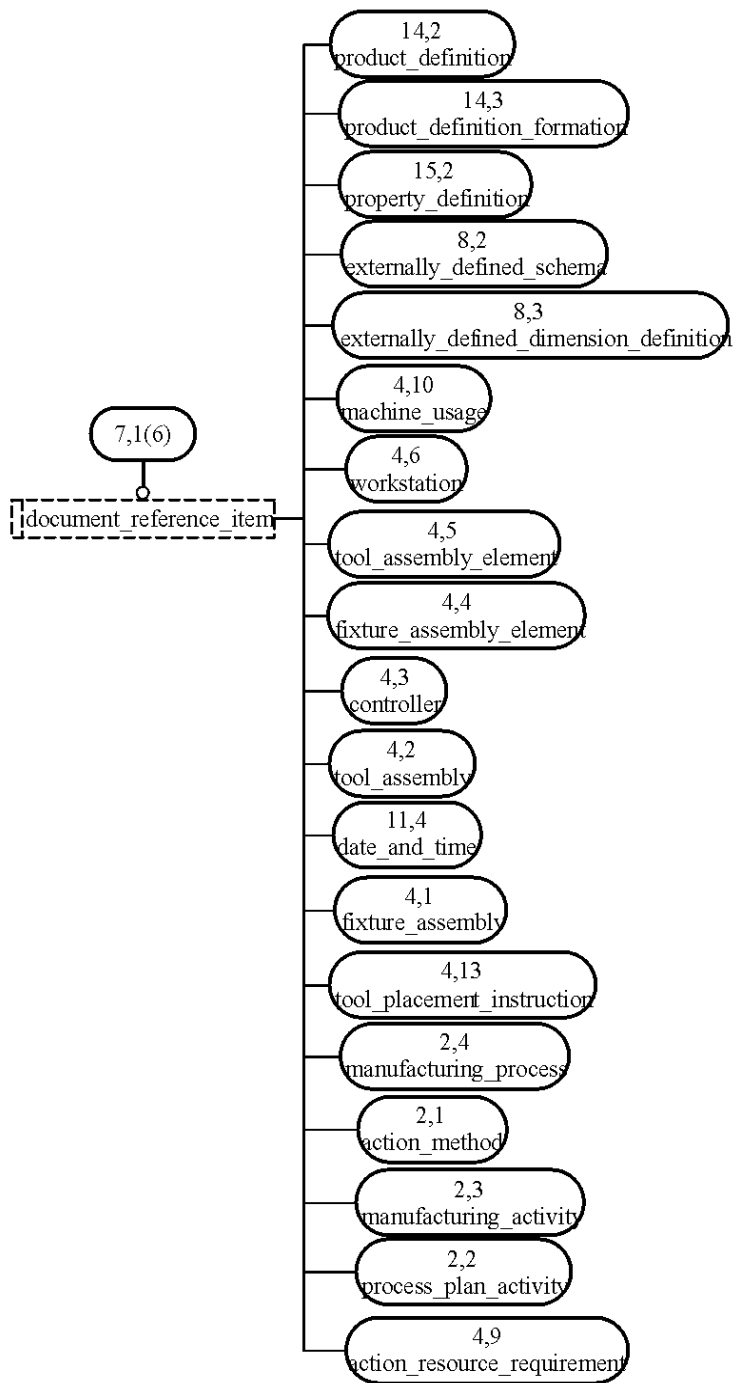 14,2
product_definition
14,3
product_definition_formation
15,2
property_definition
8,2
externally_defined_schema
8,3
externally_defined_dimension_definition
4,10
machine_usage
7,1(6)
4,6
workstation
document_reference_item
4,5
tool_assembly_element
4,4
fixture_assembly_element
4,3
controller
4,2
tool_assembly
11,4
date_and_time
4,1
fixture_assembly
4,13
tool_placement_instruction
2,4
manufacturing_process
2,1
action_method
2,3
manufacturing_activity
2,2
process_plan_activity
4,9
action_resource_requirement